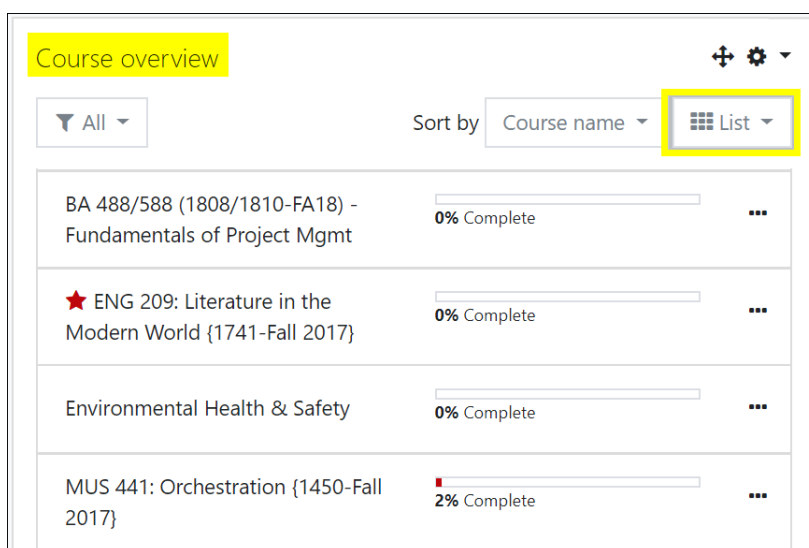 Course overview
All
Sort by
Course name
List
BA 488/588 (1808/1810-FA18) -
Fundamentals of Project Mgmt
0% Complete
ENG 209: Literature in the
Modern World {1741-Fall 2017}
0% Complete
Environmental Health & Safety
0% Complete
MUS 441: Orchestration {1450-Fall
2017}
2% Complete